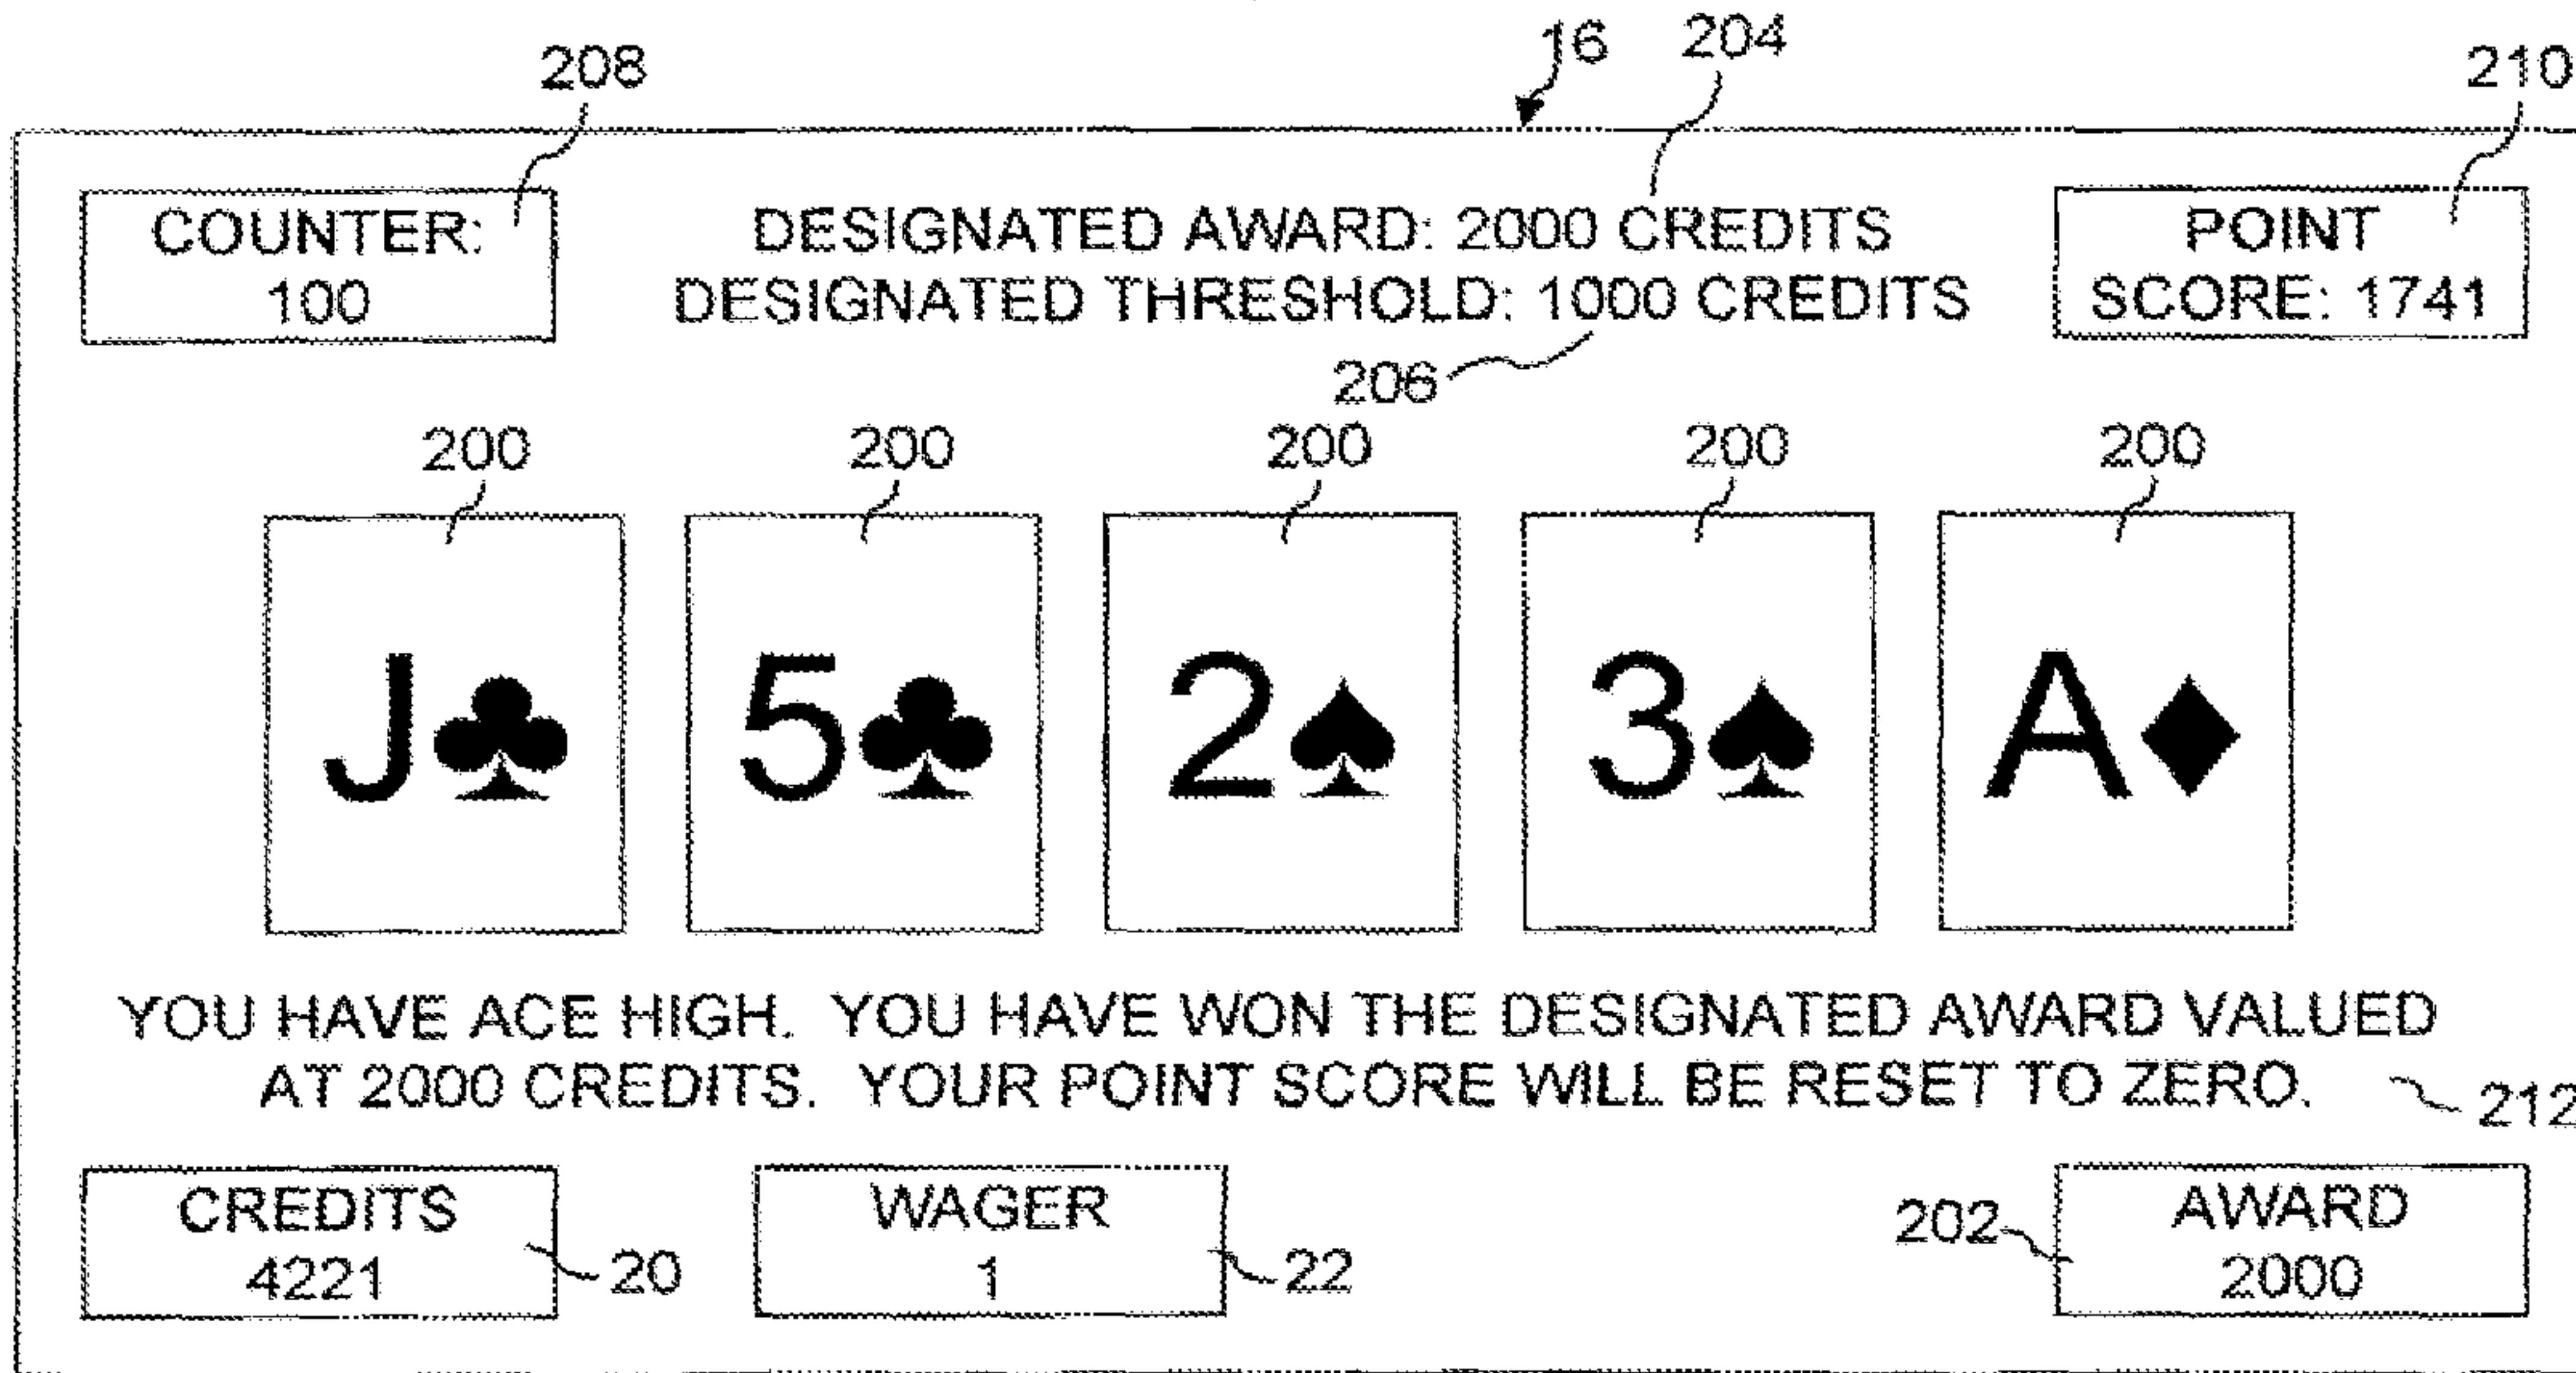 208
16
204
210
COUNTER:
100
DESIGNATED AWARD: 2000 CREDITS
DESIGNATED THRESHOLD: 1000 CREDITS
POINT
SCORE: 1741
206
200
200
200
200
200
J♣
5♣
2♠
3♠
A♦
YOU HAVE ACE HIGH. YOU HAVE WON THE DESIGNATED AWARD VALUED
AT 2000 CREDITS. YOUR POINT SCORE WILL BE RESET TO ZERO.
212
CREDITS
4221
20
WAGER
1
22
202
AWARD
2000